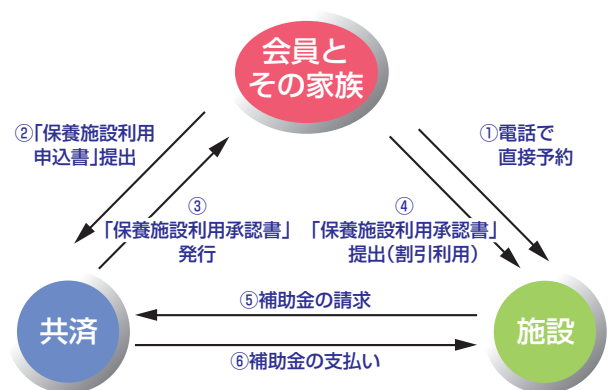 会員と
その家族
②「保養施設利用
申込書」提出
①電話で
直接予約
③
「保養施設利用承認書」
発行
④
「保養施設利用承認書」
提出(割引利用)
共済
⑤補助金の請求
⑥補助金の支払い
施設